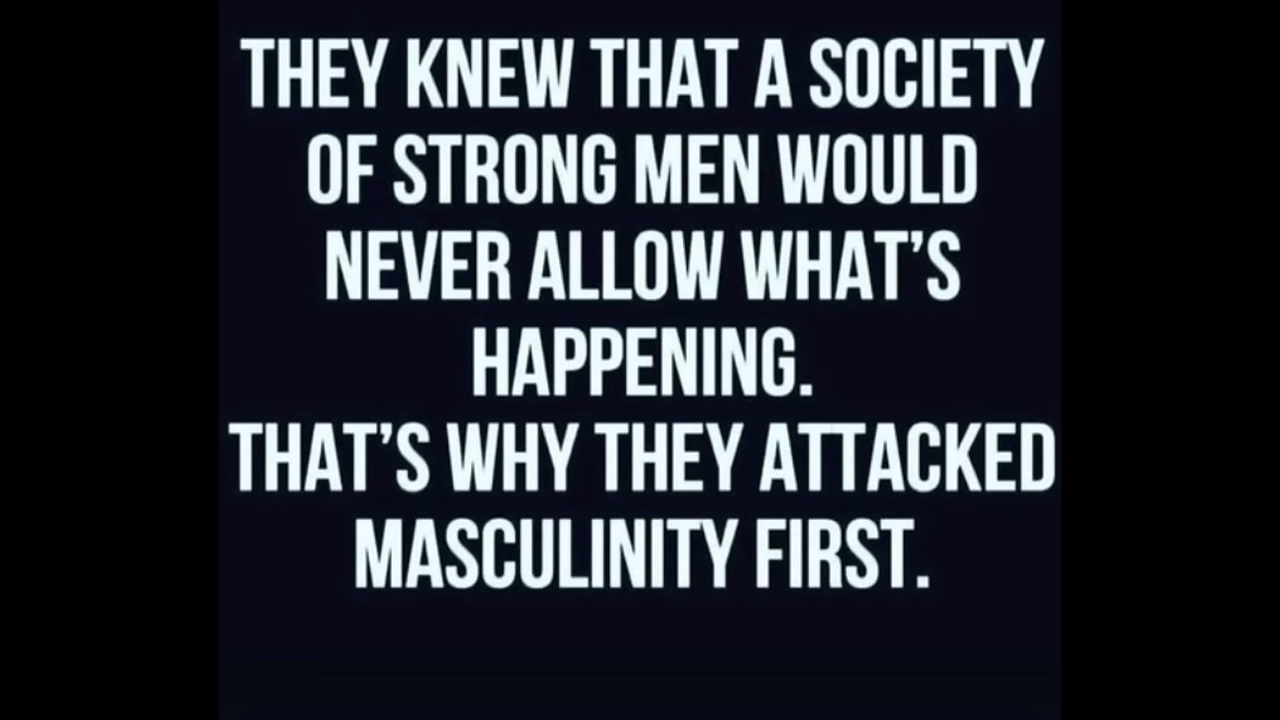 THEY KNEW THAT A SOCIETY
OF STRONG MEN WOULD
NEVER ALLOW WHAT’S
HAPPENING.
THAT’S WHY THEY ATTACKED
MASCULINITY FIRST.